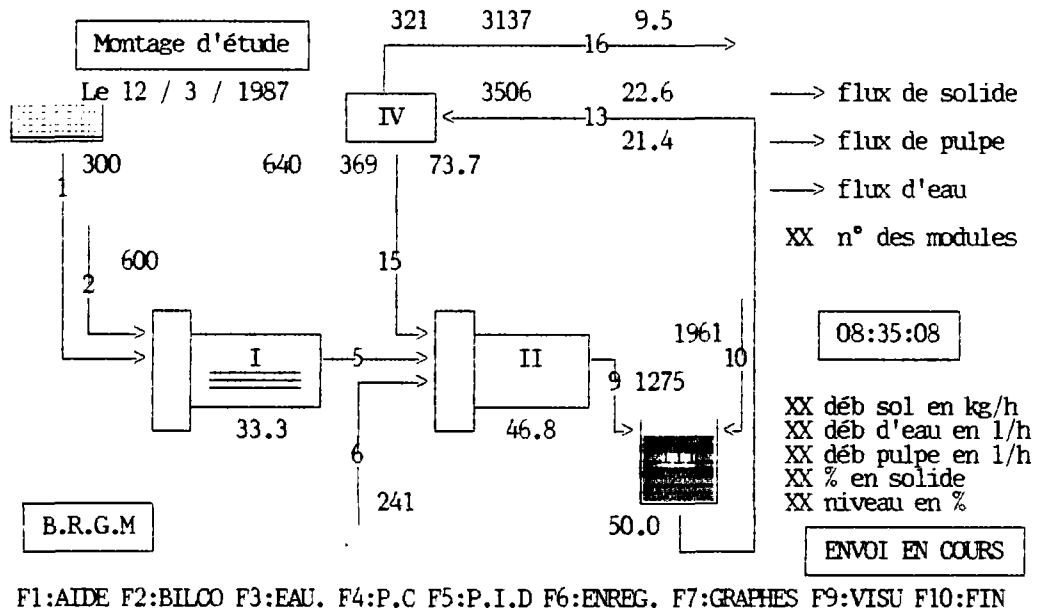 321 3137 9.5
Montage d'étude
16
Le 12 / 3 / 1987
3506 22.6
flux de solide
IV
13
21.4
flux de pulpe
300 640 369 73.7
1
flux d'eau
XX n° des modules
600
15
2
1961
08:35:08
I
5
II
10
9 1275
33.3
46.8
XX déb sol en kg/h
6
XX déb d'eau en l/h
III
XX déb pulpe en l/h
XX % en solide
241
XX niveau en %
B.R.G.M
50.0
ENVOI EN COURS
F1:AIDE F2:BILCO F3:EAU. F4:P.C F5:P.I.D F6:ENREG. F7:GRAPHES F9:VISU F10:FIN